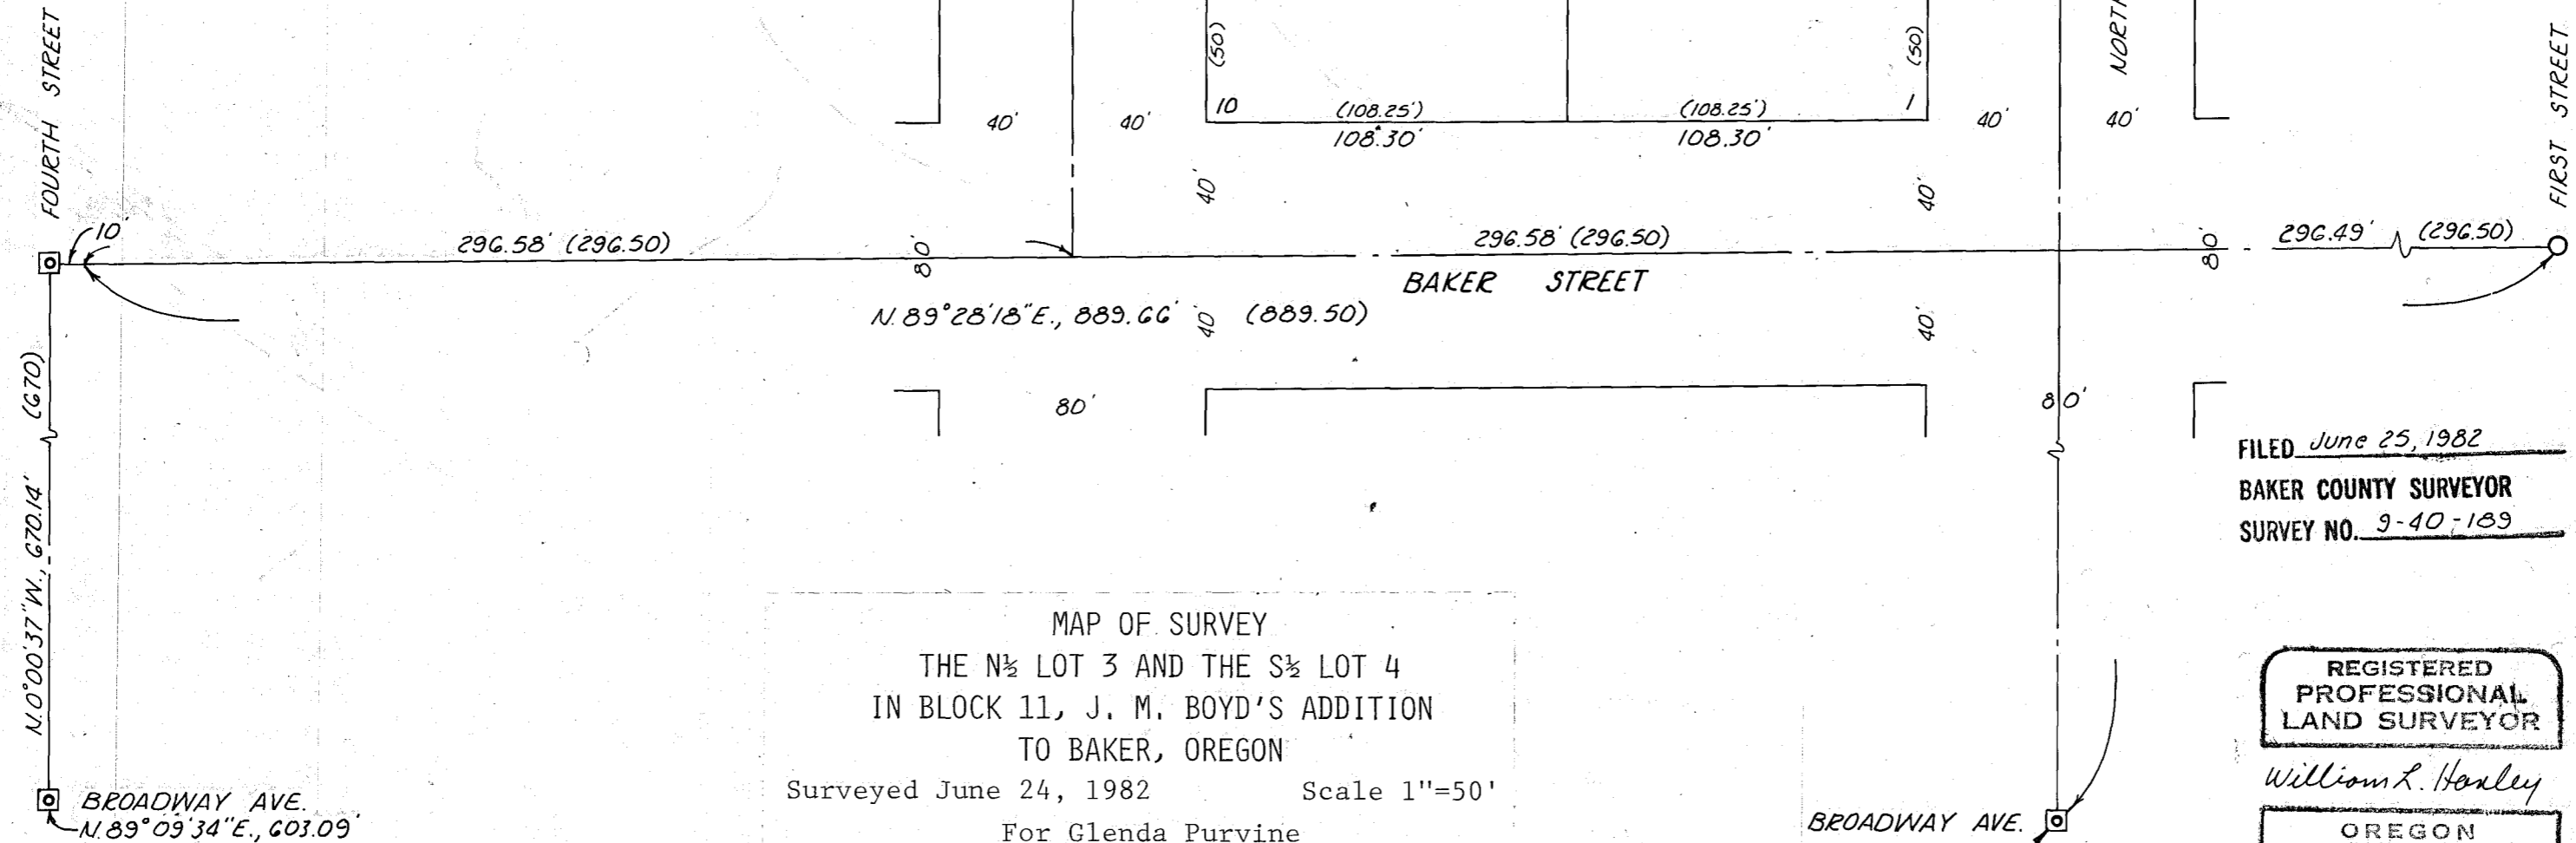 FOURTH STREET
(50)
(50)
NORTH
FIRST STREET
40'
40'
10
(108.25')
(108.25')
1
40'
40'
108.30'
108.30'
40'
40'
10'
296.58' (296.50)
80'
296.58' (296.50)
80'
296.49' (296.50)
BAKER STREET
N.89°28'18"E., 889.66' (889.50)
40'
40'
80'
80'
N.0°00'37"W., 670.14' (670)
FILED June 25, 1982
BAKER COUNTY SURVEYOR
SURVEY NO. 9-40-189
MAP OF SURVEY
THE N½ LOT 3 AND THE S½ LOT 4
IN BLOCK 11, J. M. BOYD'S ADDITION
TO BAKER, OREGON
Surveyed June 24, 1982 Scale 1"=50'
For Glenda Purvine
REGISTERED
PROFESSIONAL
LAND SURVEYOR
William L.
OREGON
BROADWAY AVE.
N.89°09'34"E., 603.09'
BROADWAY AVE.